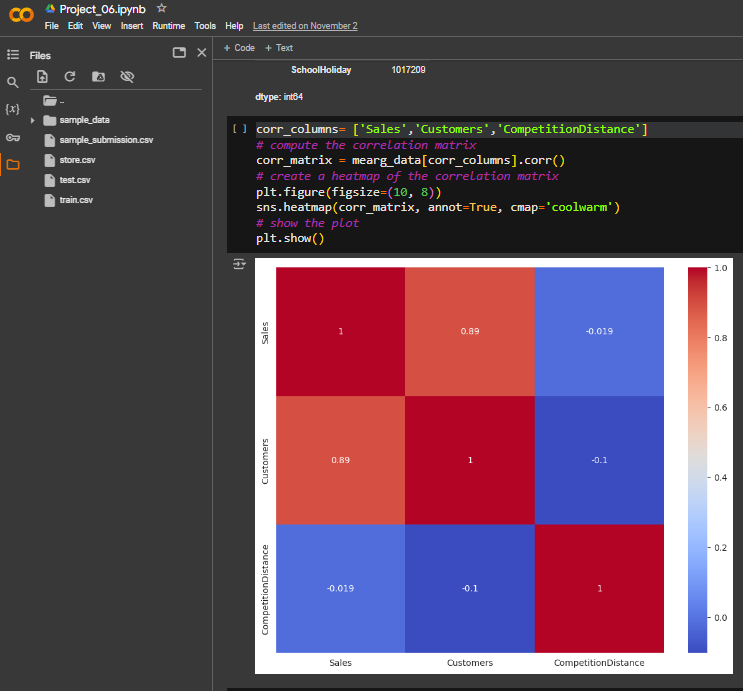 CO
Project_06.ipynb
File Edit View Insert Runtime Tools Help Last edited on November 2
Files
+ Code + Text
..
sample_data
sample_submission.csv
store.csv
test.csv
train.csv
{x}
SchoolHoliday 1017209
dtype: int64
[ ] corr_columns= ['Sales','Customers','CompetitionDistance']
# compute the correlation matrix
corr_matrix = mearg_data[corr_columns].corr()
# create a heatmap of the correlation matrix
plt.figure(figsize=(10, 8))
sns.heatmap(corr_matrix, annot=True, cmap='coolwarm')
# show the plot
plt.show()
Sales 1 0.89 -0.019
Customers 0.89 1 -0.1
CompetitionDistance -0.019 -0.1 1
Sales Customers CompetitionDistance
1.0
0.8
0.6
0.4
0.2
0.0